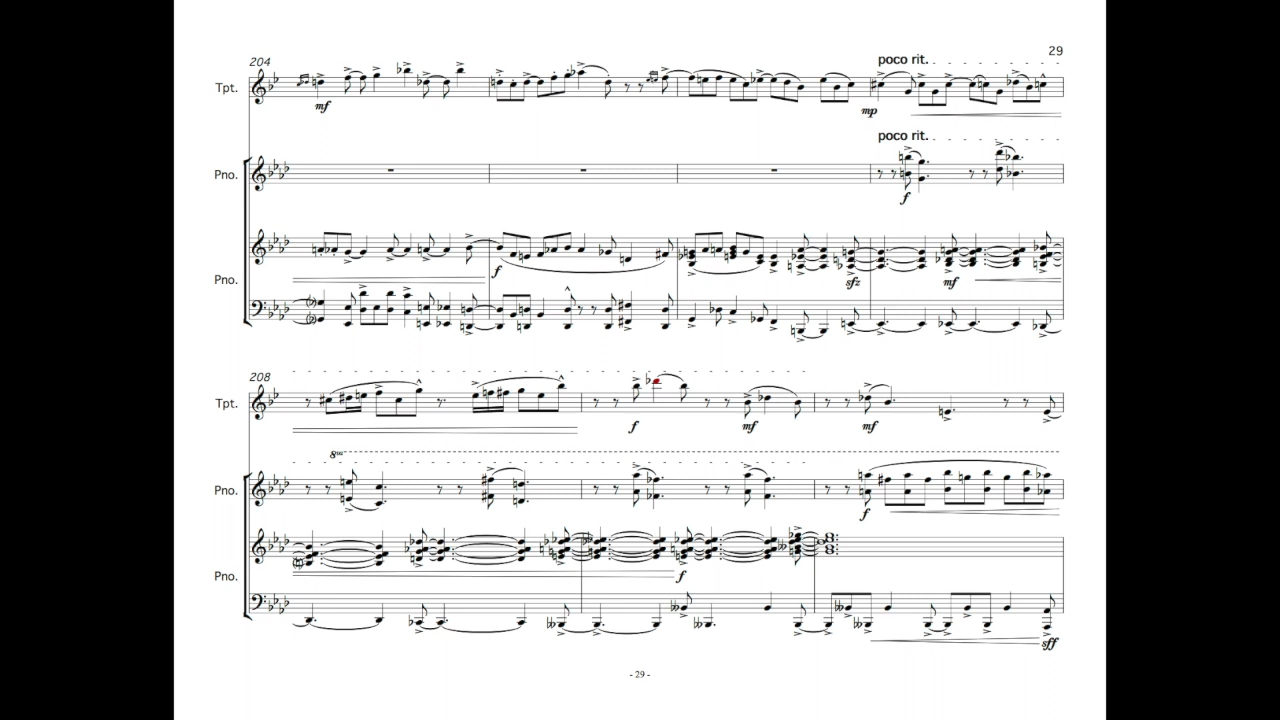 29
204
poco rit.
Tpt.
mf
mp
poco rit.
Pno.
f
Pno.
f
sfz
mf
208
Tpt.
f
mf
mf
8va
Pno.
f
Pno.
f
sff
- 29 -